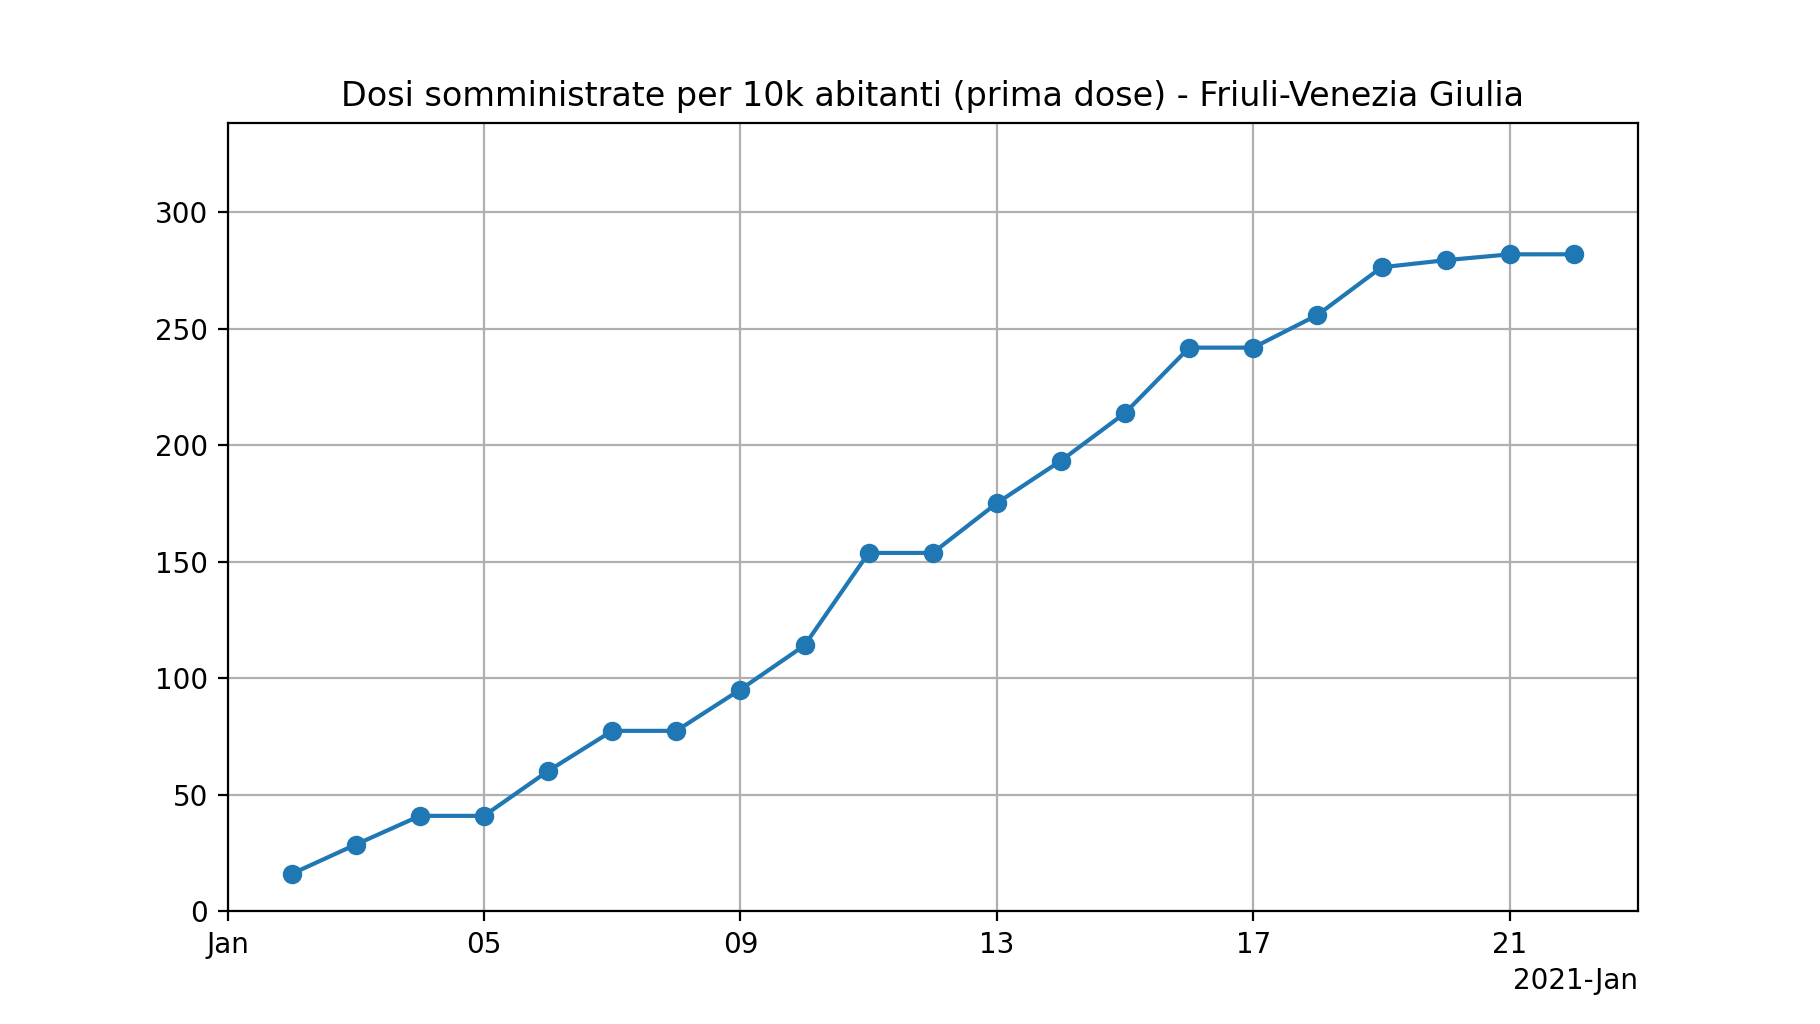 Dosi somministrate per 10k abitanti (prima dose) - Friuli-Venezia Giulia
300
250
200
150
100
50
0
Jan 05 09 13 17 21
2021-Jan